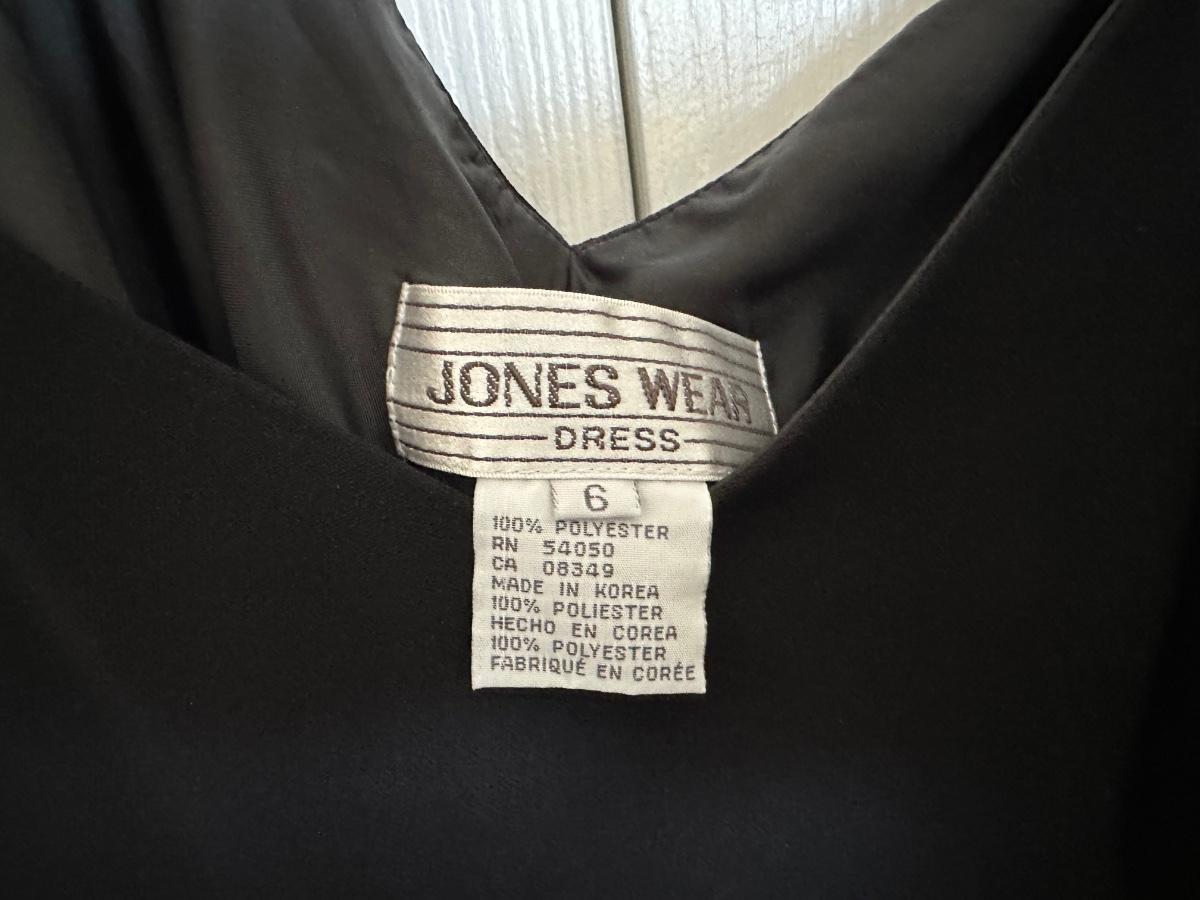 JONES WEAR
DRESS
6
100% POLYESTER
RN 54050
CA 08349
MADE IN KOREA
100% POLIESTER
HECHO EN COREA
100% POLYESTER
FABRIQUÉ EN CORÉE